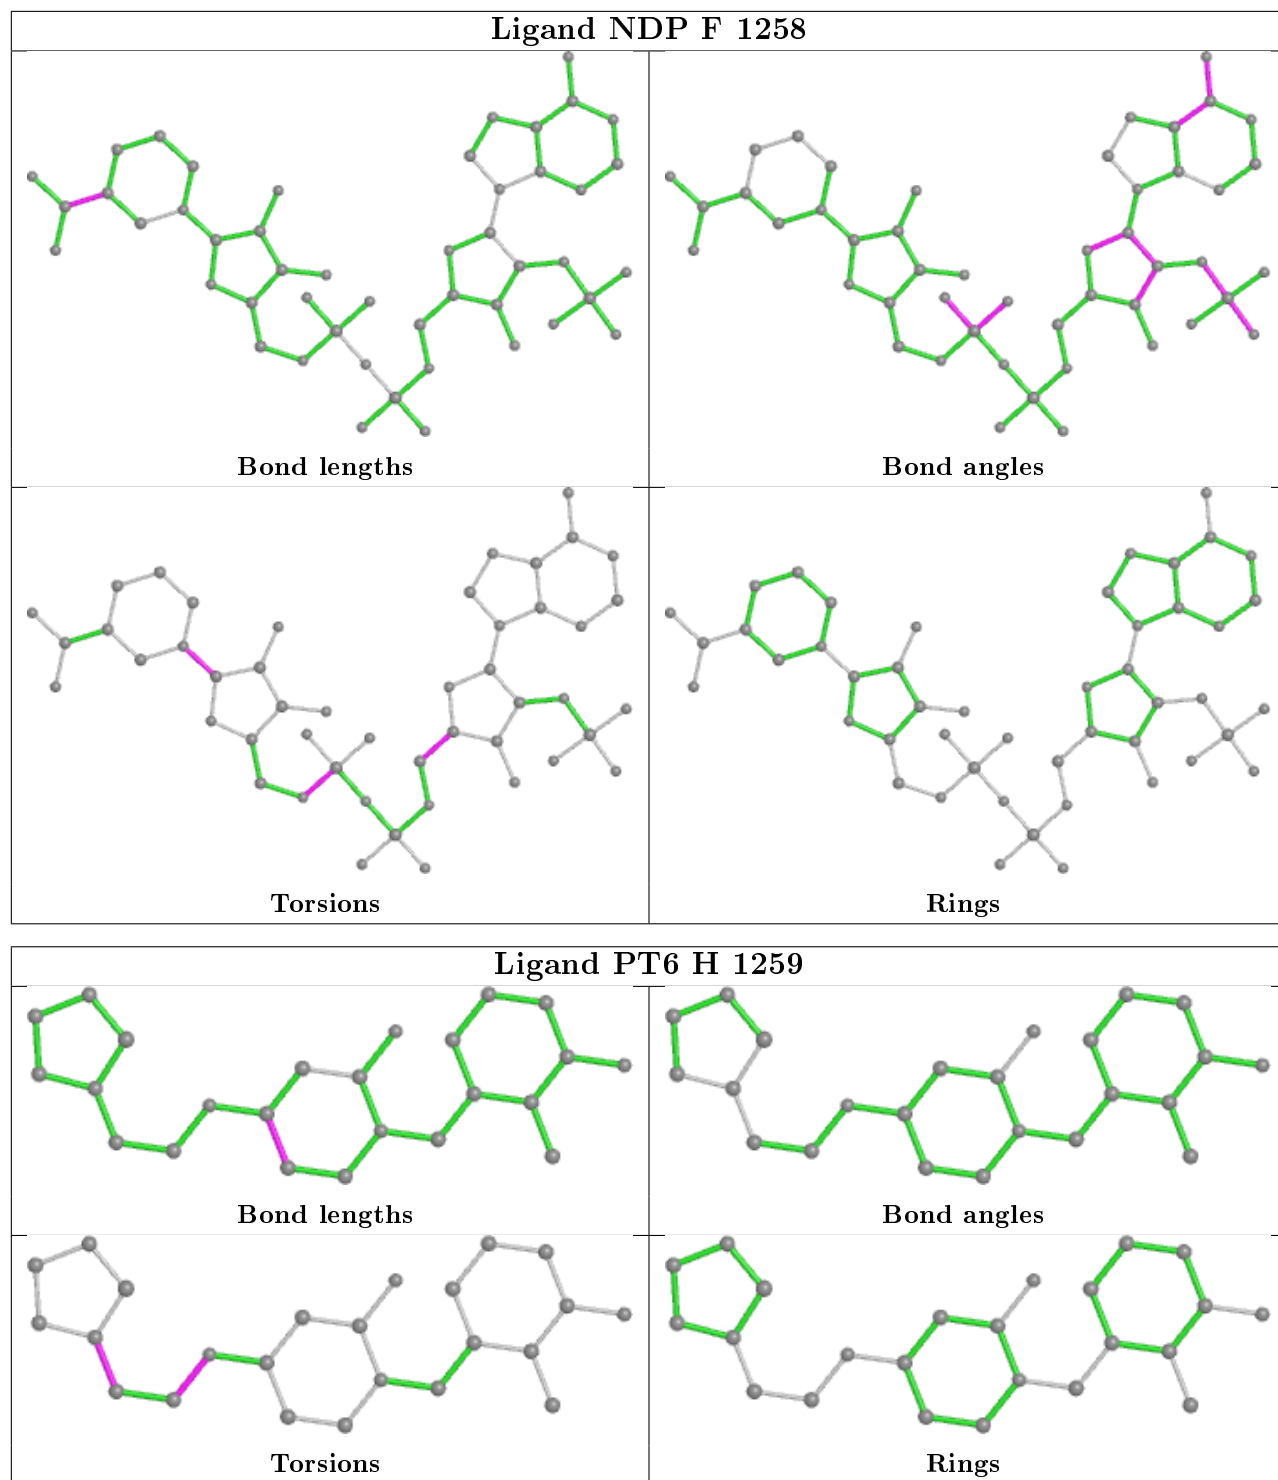 Ligand NDP F 1258
Bond lengths
Bond angles
Torsions
Rings
Ligand PT6 H 1259
Bond lengths
Bond angles
Torsions
Rings